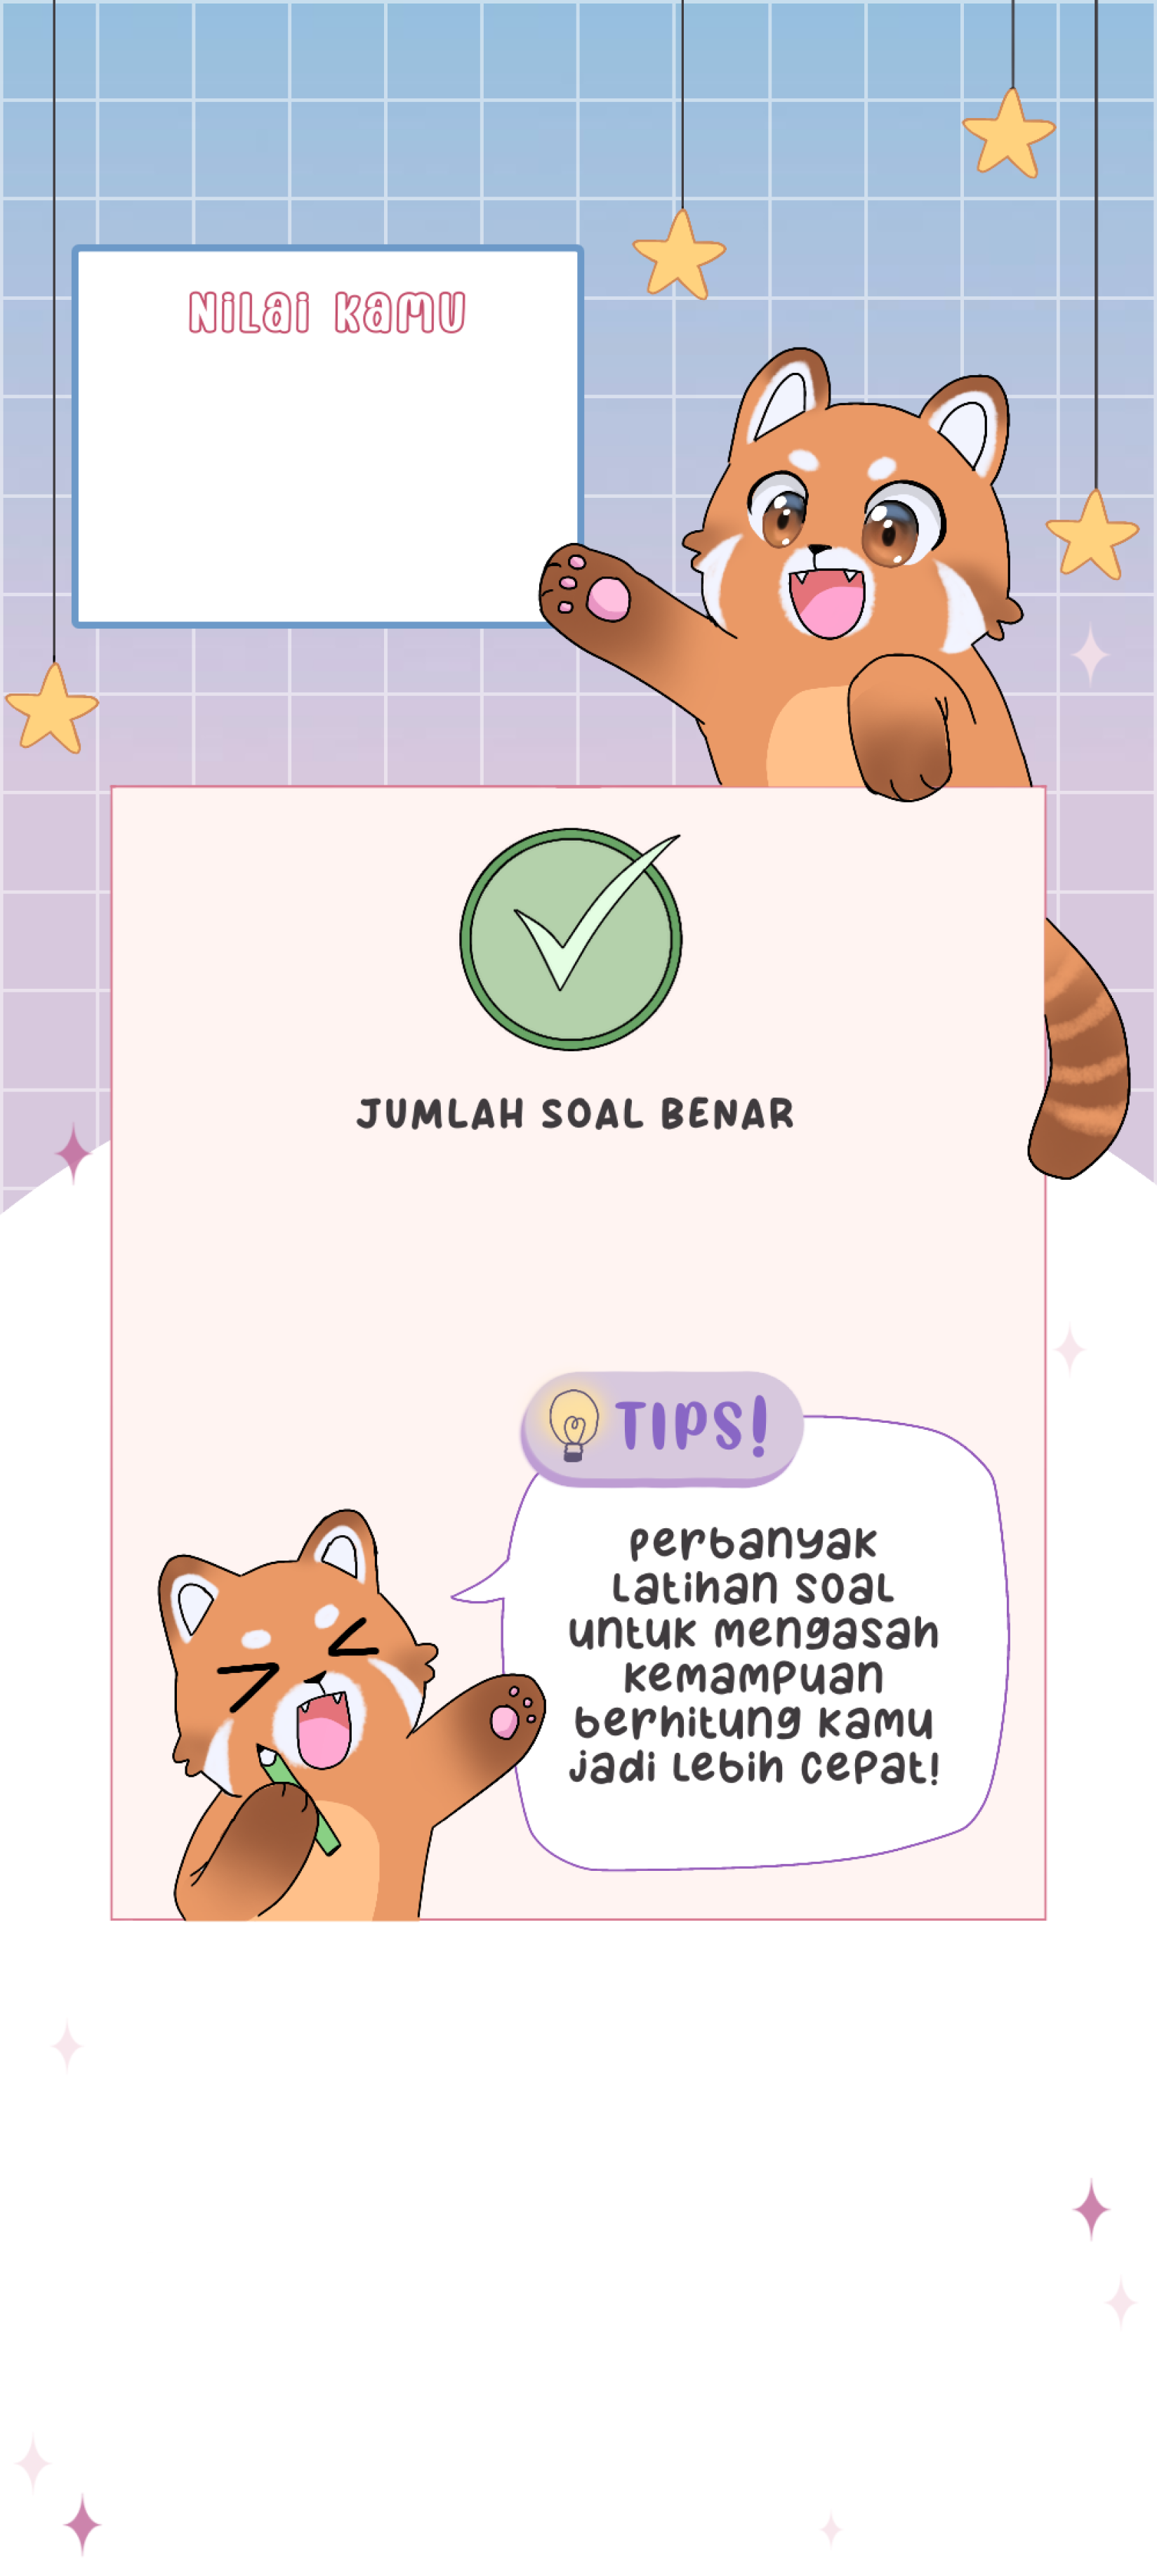 NiLai KaMU
JUMLAH SOAL BENAR
TIPS!
perbanyak
Latihan soal
untuk mengasah
kemampuan
berhitung kamu
jadi Lebih cepat!